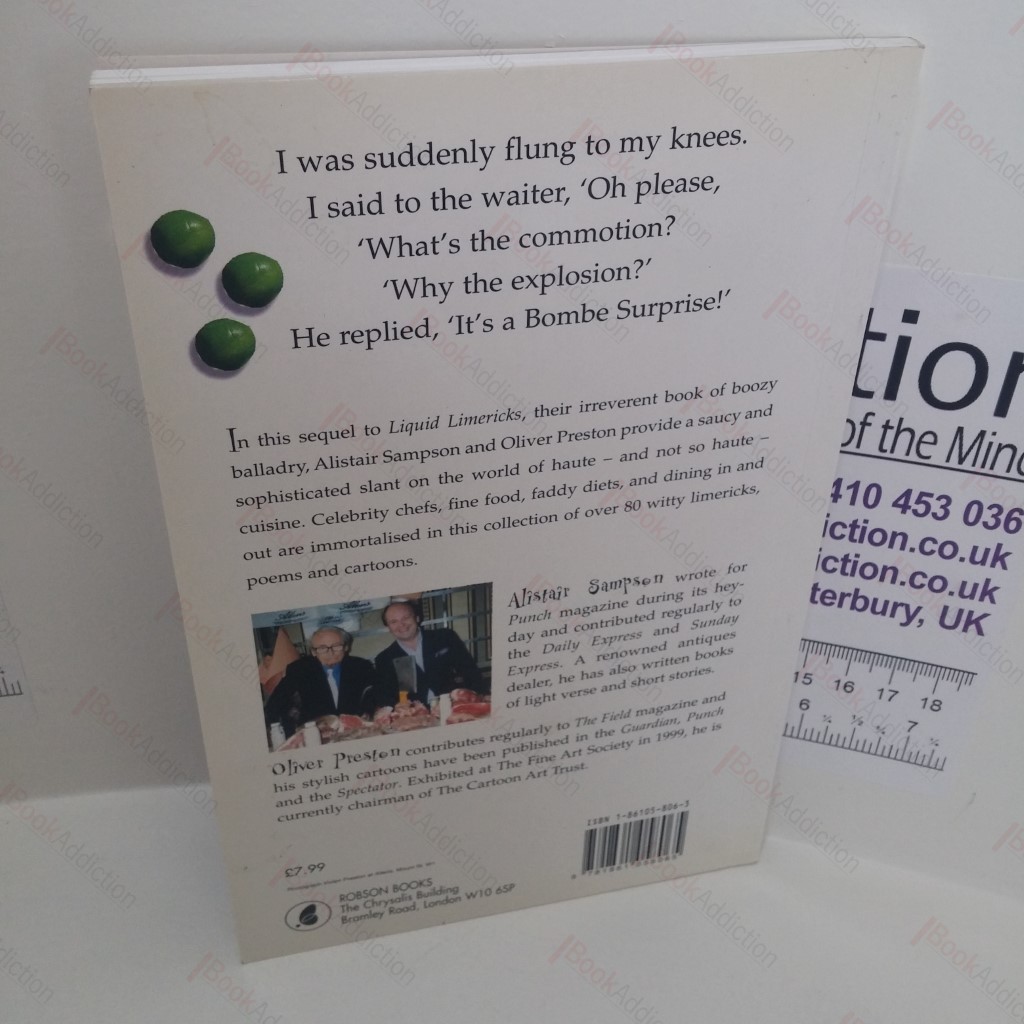 I was suddenly flung to my knees.
I said to the waiter, ‘Oh please,
‘What’s the commotion?
‘Why the explosion?’
He replied, ‘It’s a Bombe Surprise!’
In this sequel to Liquid Limericks, their irreverent book of boozy
balladry, Alistair Sampson and Oliver Preston provide a saucy and
sophisticated slant on the world of haute – and not so haute –
cuisine. Celebrity chefs, fine food, faddy diets, and dining in and
out are immortalised in this collection of over 80 witty limericks,
poems and cartoons.
Alistair Sampson wrote for
Punch magazine during its hey-
day and contributed regularly to
the Daily Express and Sunday
Express. A renowned antiques
dealer, he has also written books
of light verse and short stories.
Oliver Preston contributes regularly to The Field magazine and
his stylish cartoons have been published in the Guardian, Punch
and the Spectator. Exhibited at The Fine Art Society in 1999, he is
currently chairman of The Cartoon Art Trust.
£7.99
ROBSON BOOKS
The Chrysalis Building
Bramley Road, London W10 6SP
ISBN 1-86105-806-3
tion
of the Mind
410 453 036
iction.co.uk
iction.co.uk
terbury, UK
15 16 17 18
6 7
BookAddiction